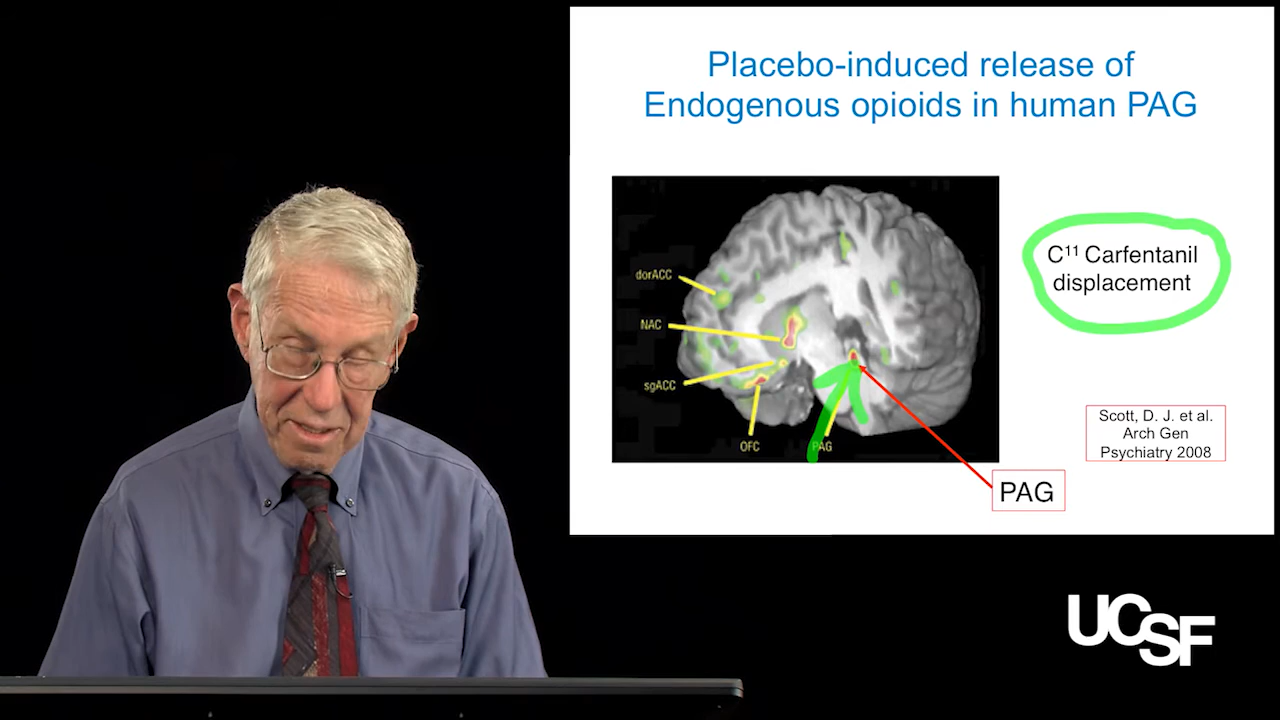 Placebo-induced release of
Endogenous opioids in human PAG
dorACC
NAC
sgACC
OFC
PAG
C¹¹ Carfentanil
displacement
Scott, D. J. et al.
Arch Gen
Psychiatry 2008
PAG
UCSF